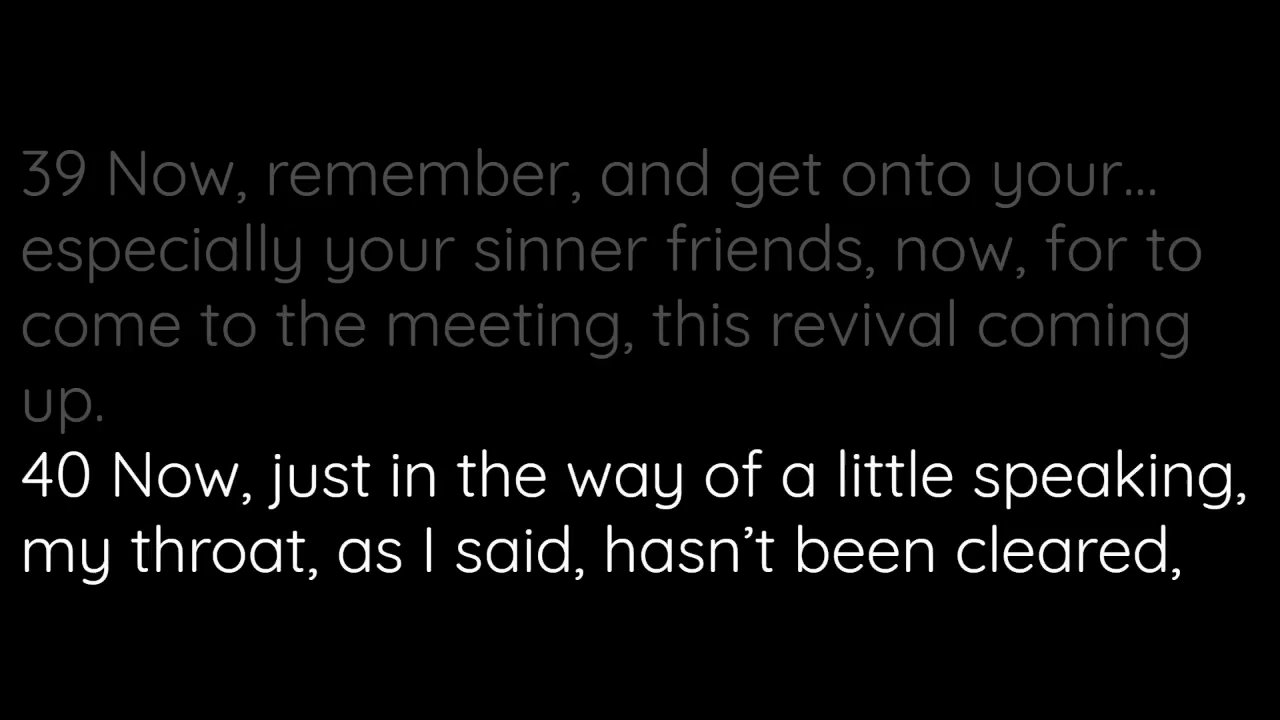 39 Now, remember, and get onto your...
especially your sinner friends, now, for to
come to the meeting, this revival coming
up.
40 Now, just in the way of a little speaking,
my throat, as I said, hasn’t been cleared,